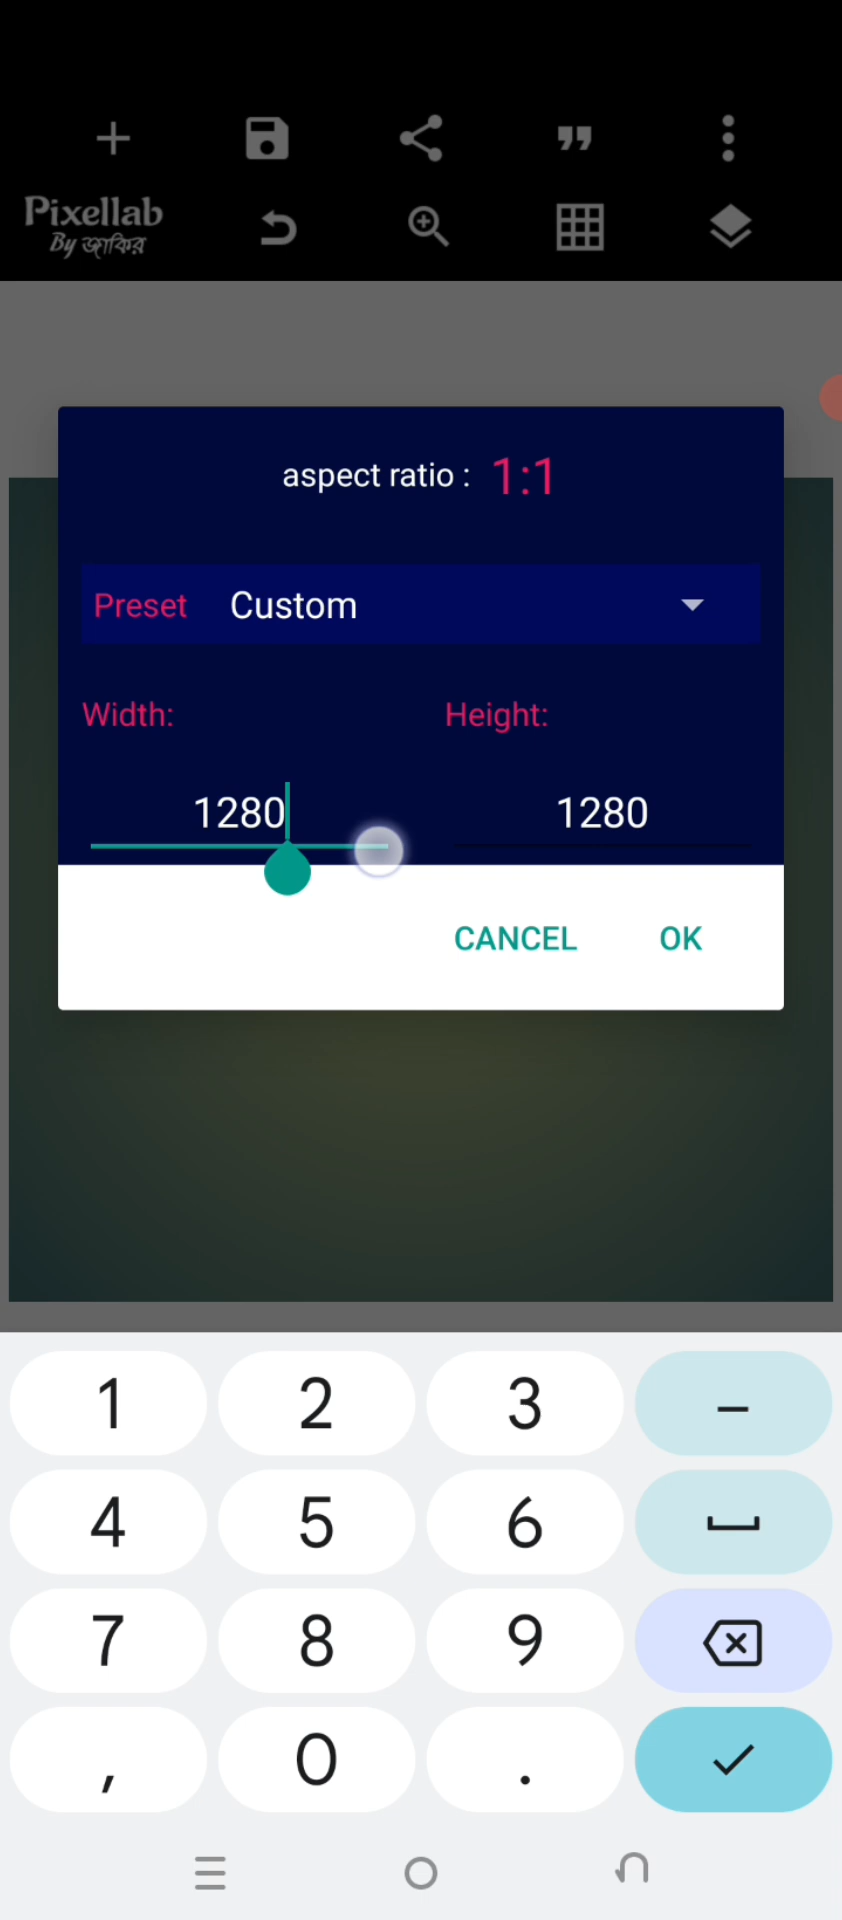 Pixellab
By জাকির
aspect ratio : 1:1
Preset Custom
Width: Height:
1280 1280
CANCEL OK
1 2 3 –
4 5 6
7 8 9
, 0 .